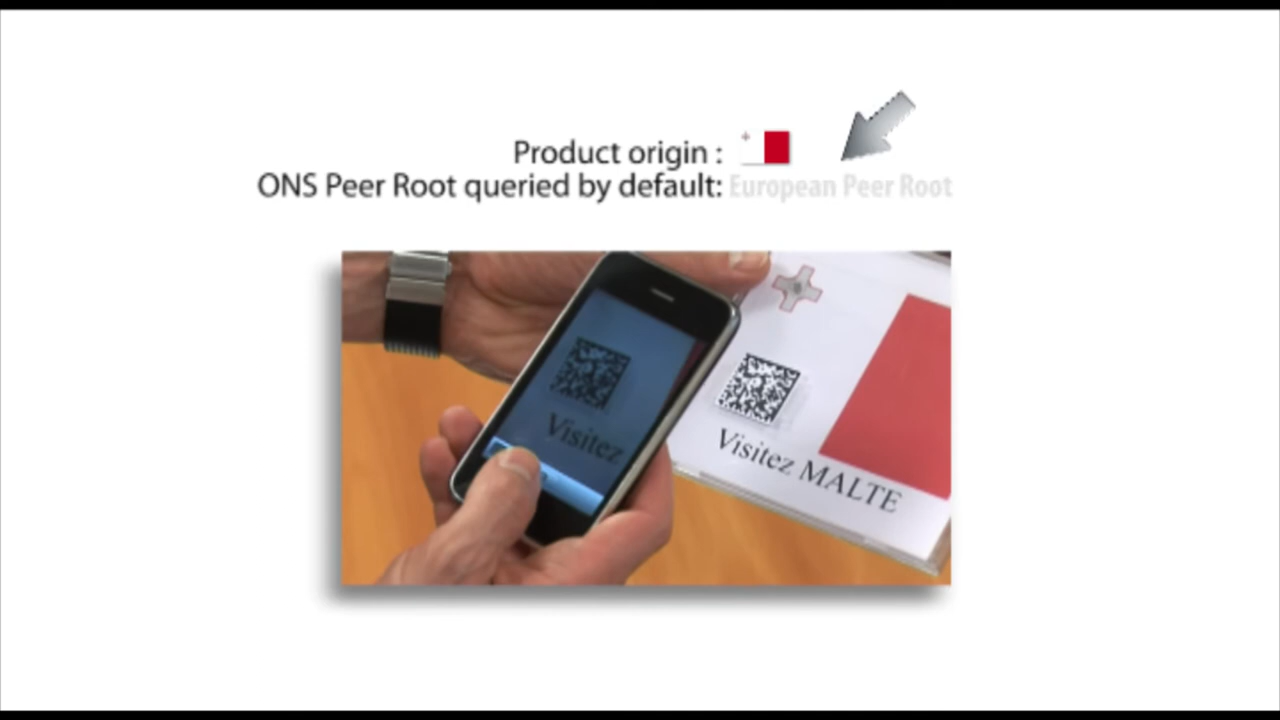 Product origin :
ONS Peer Root queried by default: European Peer Root
Visitez
Visitez MALTE